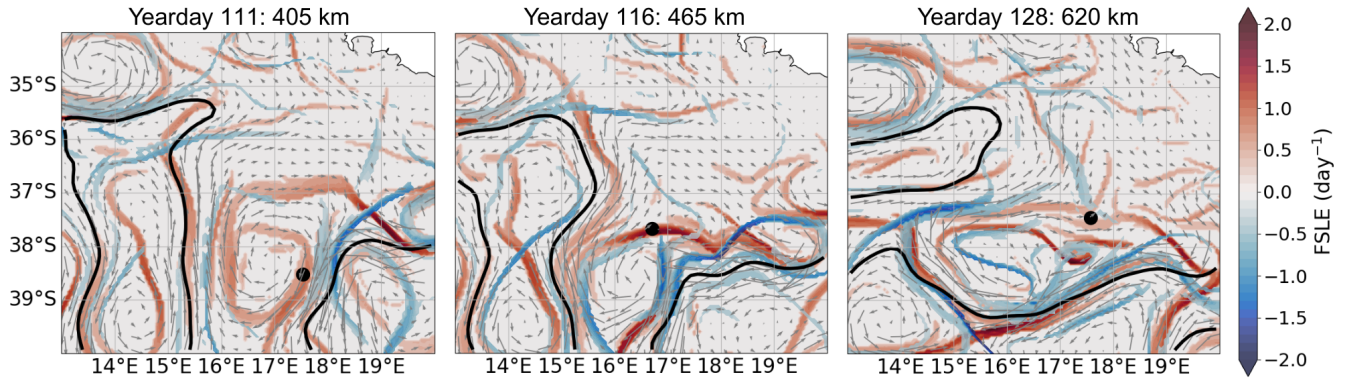 Yearday 111: 405 km
Yearday 116: 465 km
Yearday 128: 620 km
35°S
36°S
37°S
38°S
39°S
14°E 15°E 16°E 17°E 18°E 19°E
14°E 15°E 16°E 17°E 18°E 19°E
14°E 15°E 16°E 17°E 18°E 19°E
2.0
1.5
1.0
0.5
0.0
−0.5
−1.0
−1.5
−2.0
FSLE (day⁻¹)